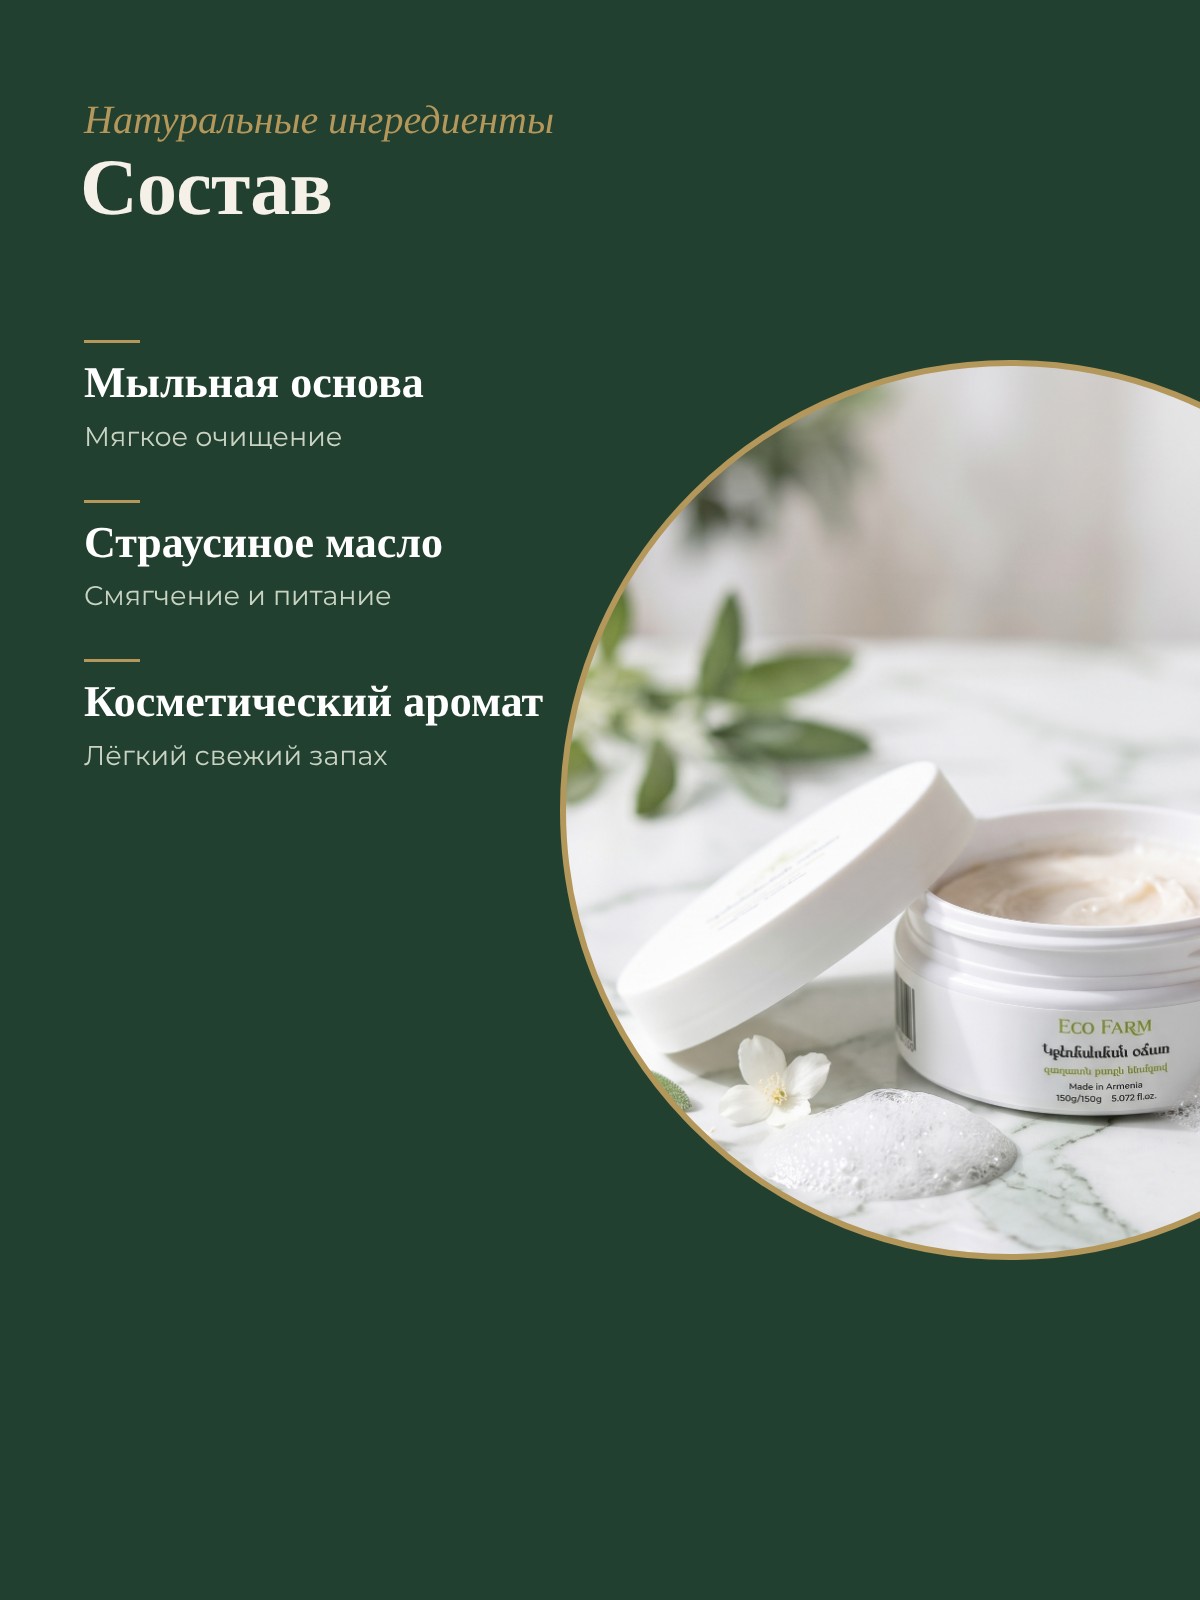 Натуральные ингредиенты
Состав
Мыльная основа
Мягкое очищение
Страусиное масло
Смягчение и питание
Косметический аромат
Лёгкий свежий запах
ECO FARM
օճառ
Made in Armenia
150g/150g 5.072 fl.oz.